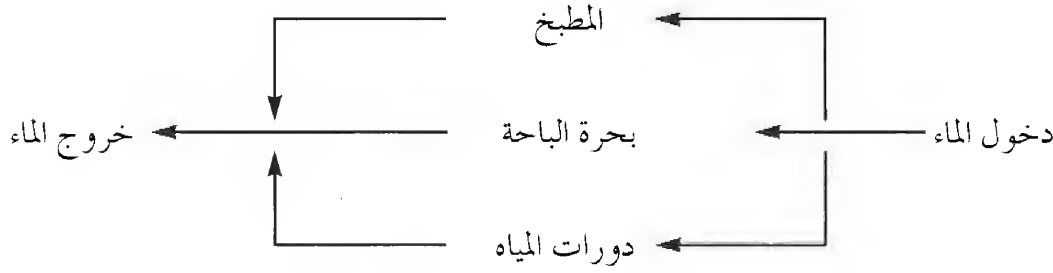 المطبخ
دخول الماء
بحرة الباحة
خروج الماء
دورات المياه